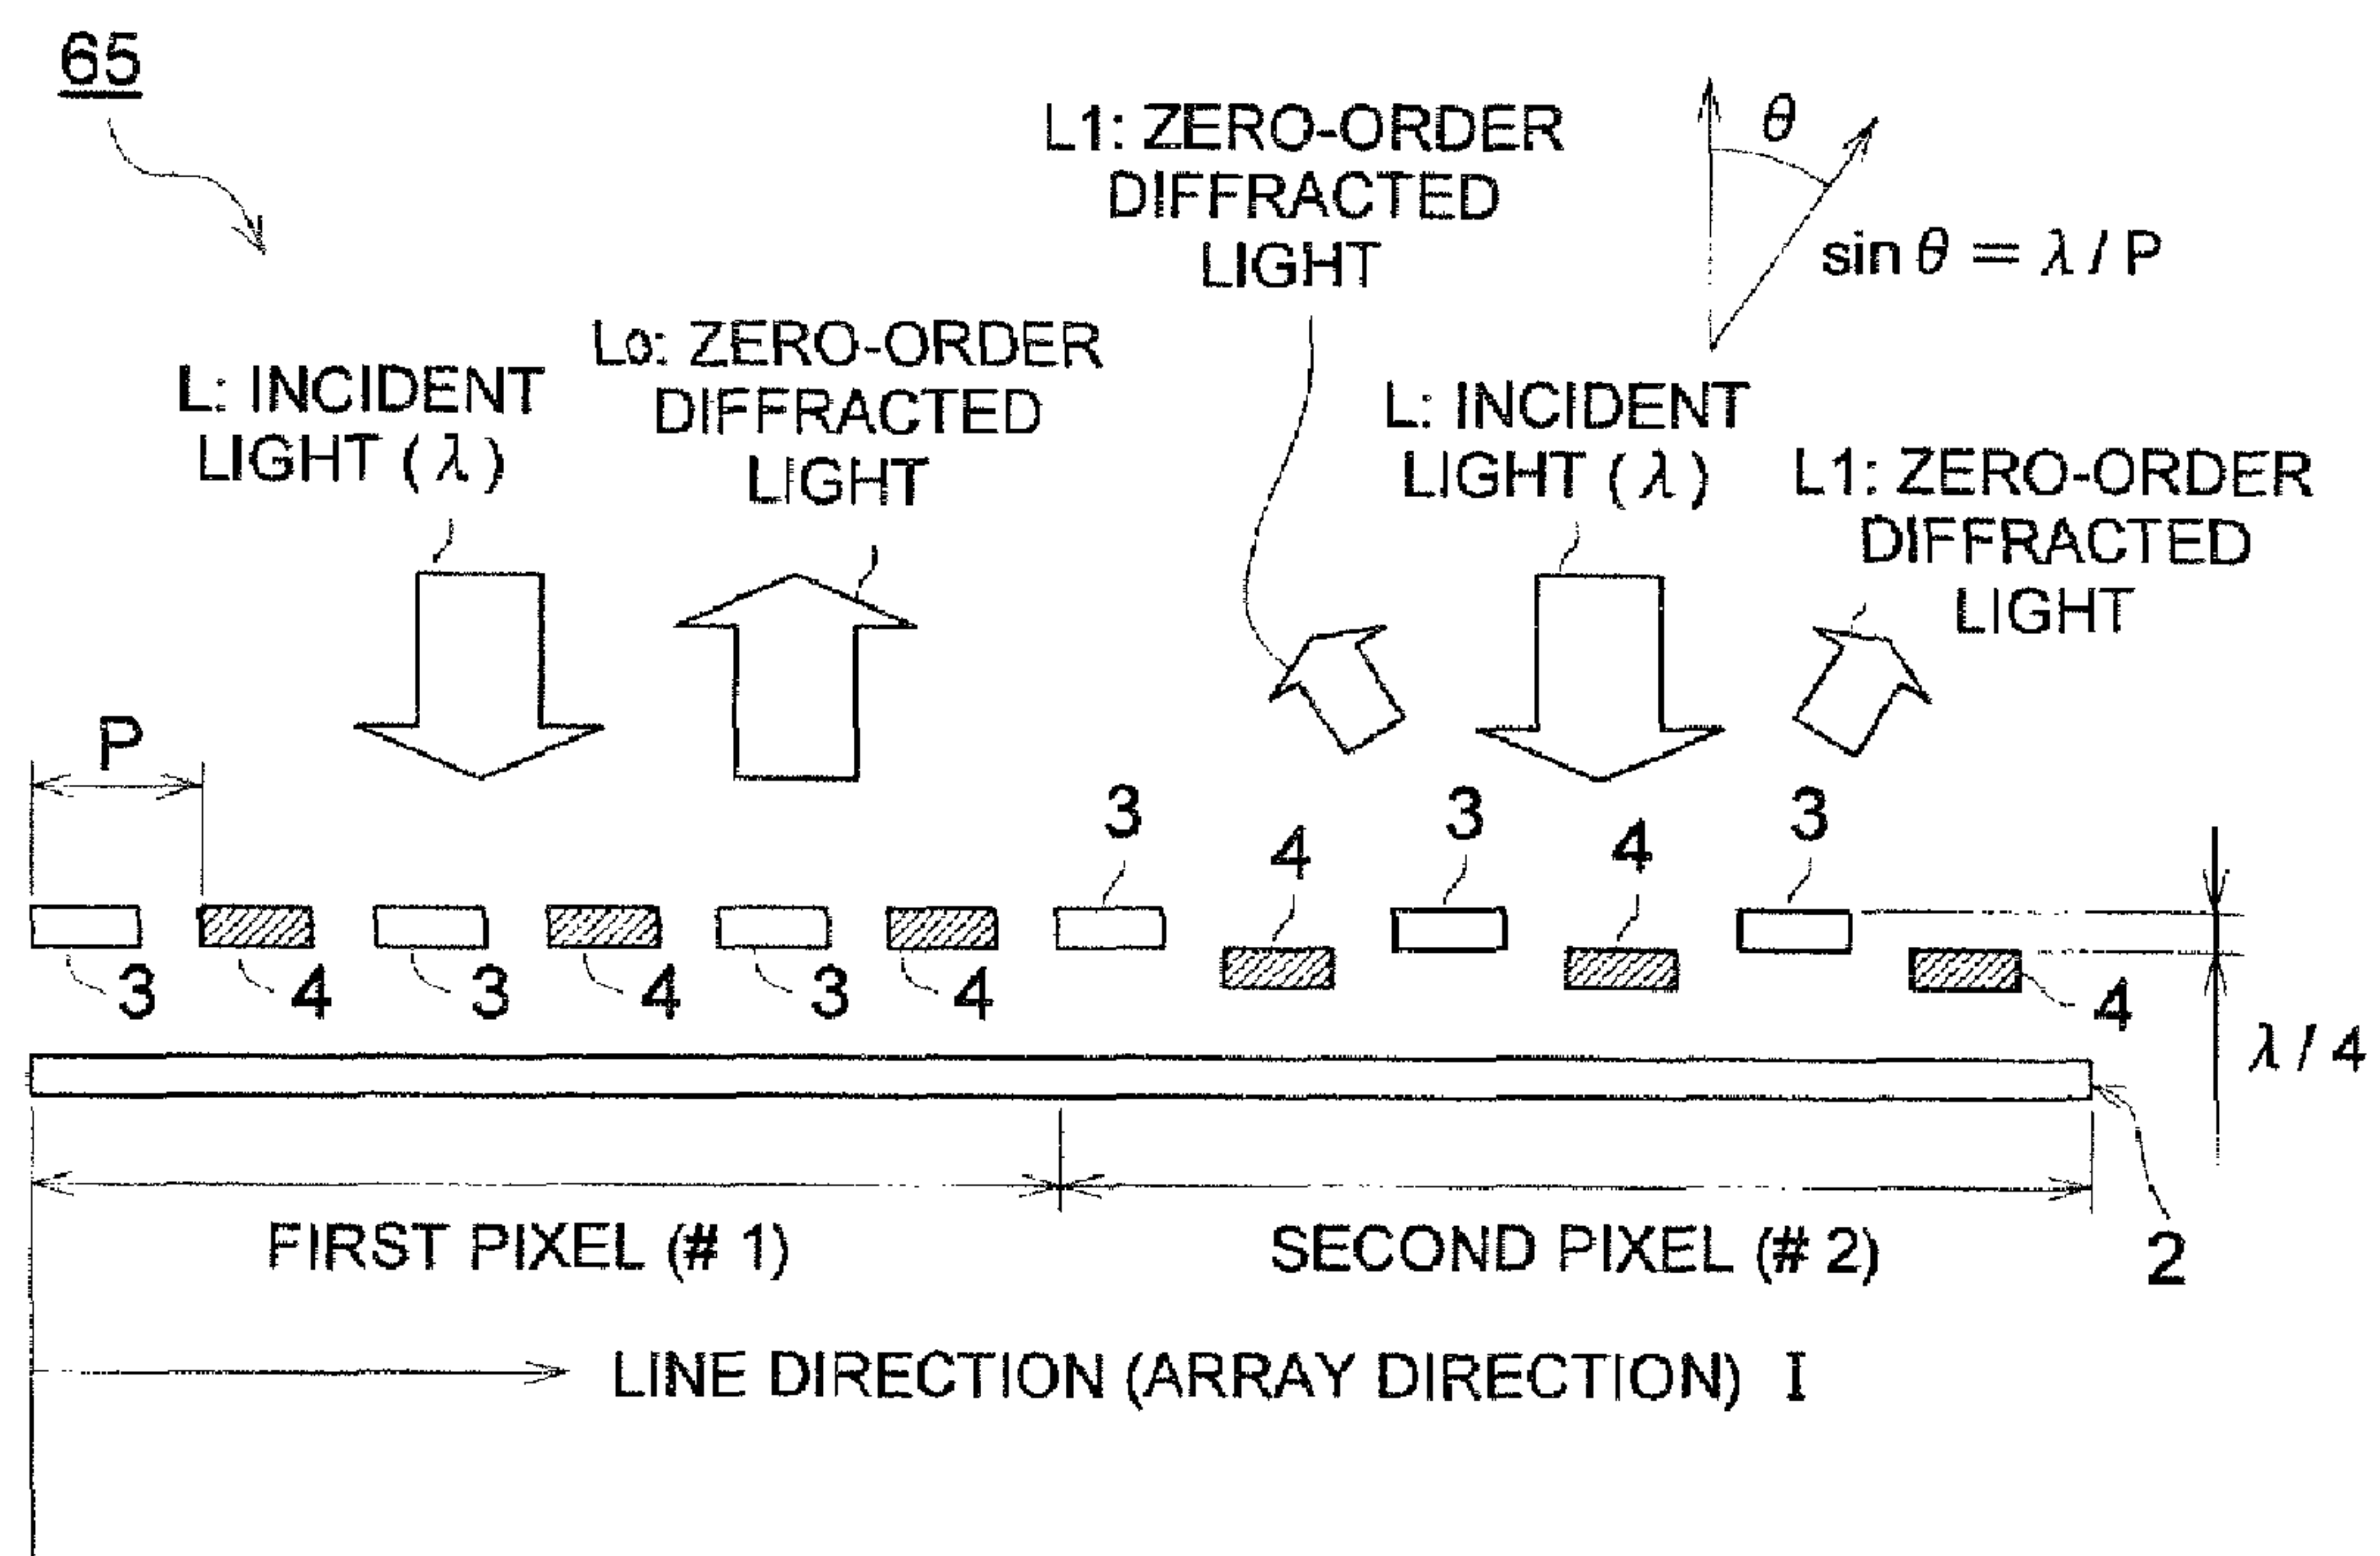 65
L1: ZERO-ORDER
DIFFRACTED
LIGHT
θ
sin θ = λ / P
L: INCIDENT
LIGHT ( λ )
Lo: ZERO-ORDER
DIFFRACTED
LIGHT
L: INCIDENT
LIGHT ( λ )
L1: ZERO-ORDER
DIFFRACTED
LIGHT
P
3
4
3
4
3
3
4
3
4
3
4
4
λ / 4
FIRST PIXEL (# 1)
SECOND PIXEL (# 2)
2
LINE DIRECTION (ARRAY DIRECTION) I